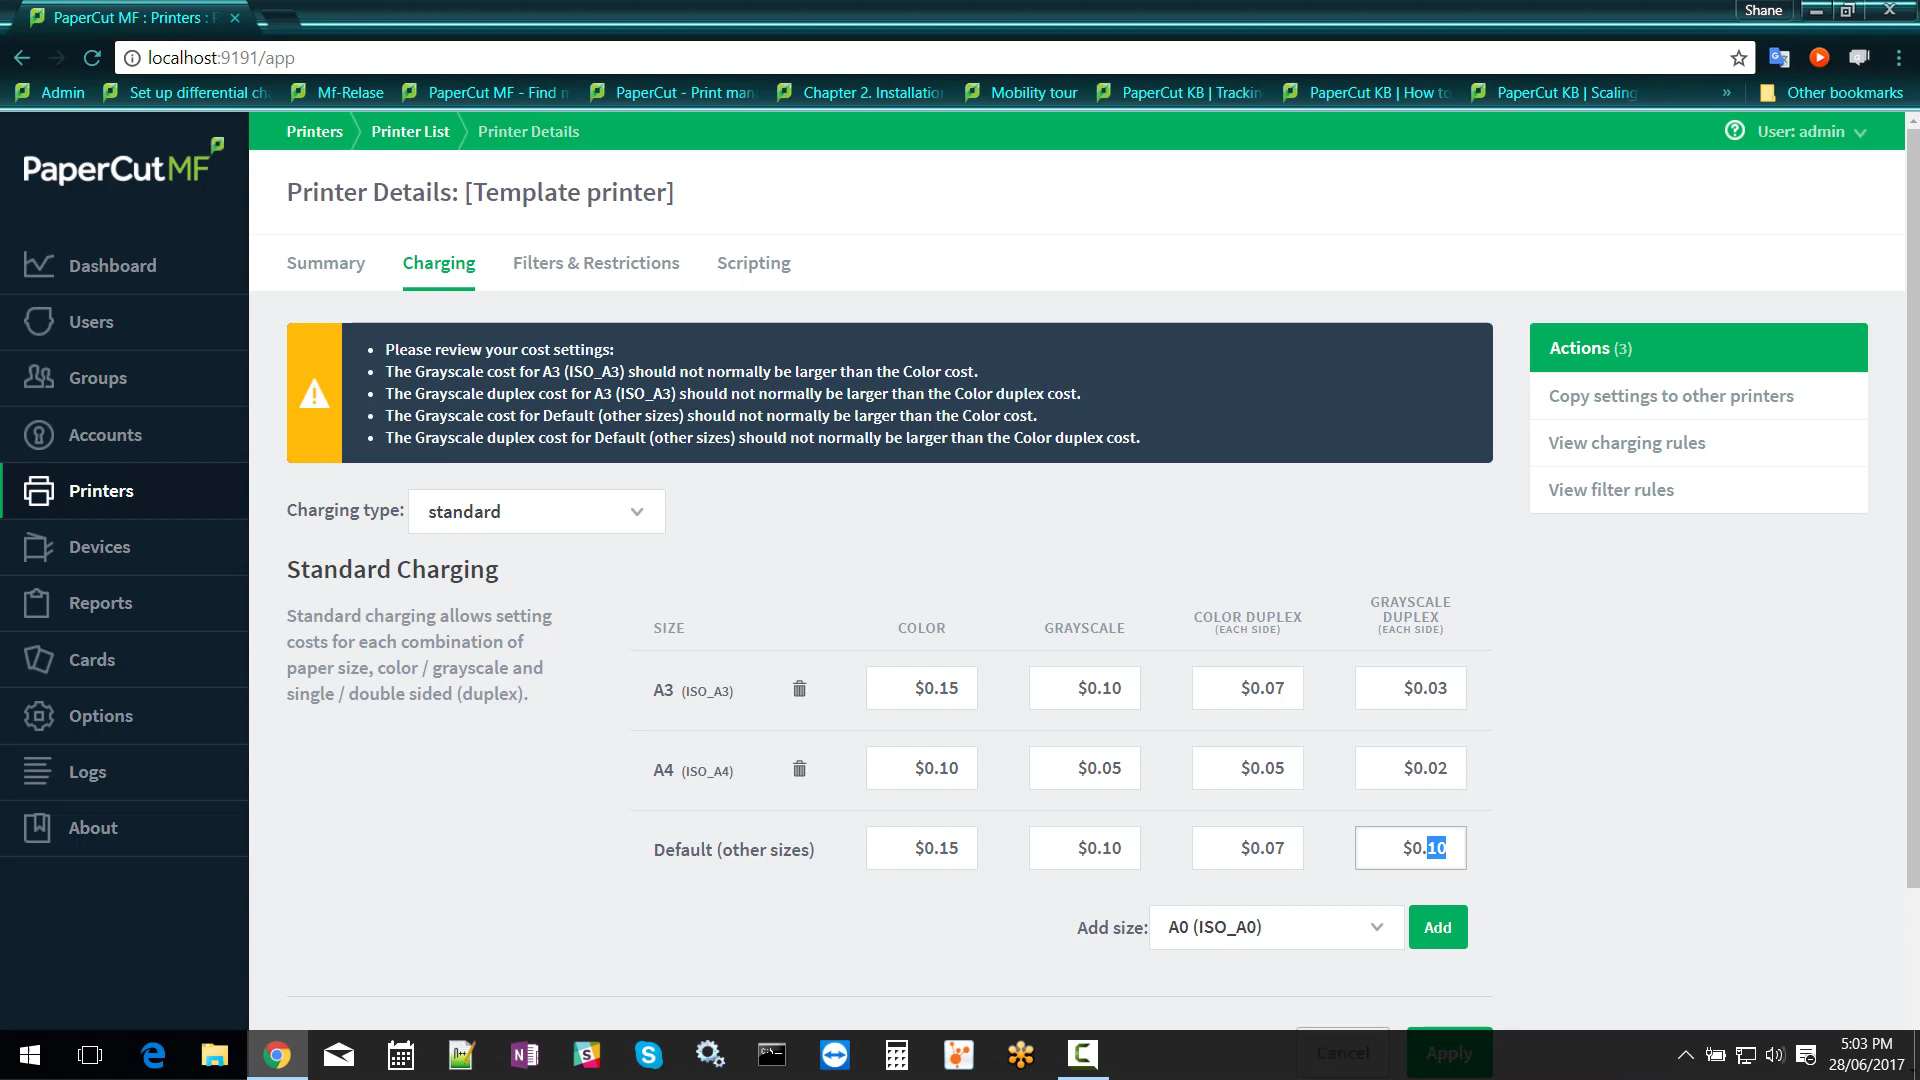 PaperCut MF : Printers :
Shane
localhost:9191/app
Admin
Set up differential ch
Mf-Relase
PaperCut MF - Find
PaperCut - Print man
Chapter 2. Installatio
Mobility tour
PaperCut KB | Trackin
PaperCut KB | How to
PaperCut KB | Scaling
»
Other bookmarks
PaperCutMF
Dashboard
Users
Groups
Accounts
Printers
Devices
Reports
Cards
Options
Logs
About
Printers
Printer List
Printer Details
User: admin
Printer Details: [Template printer]
Summary
Charging
Filters & Restrictions
Scripting
• Please review your cost settings:
• The Grayscale cost for A3 (ISO_A3) should not normally be larger than the Color cost.
• The Grayscale duplex cost for A3 (ISO_A3) should not normally be larger than the Color duplex cost.
• The Grayscale cost for Default (other sizes) should not normally be larger than the Color cost.
• The Grayscale duplex cost for Default (other sizes) should not normally be larger than the Color duplex cost.
Actions (3)
Copy settings to other printers
View charging rules
View filter rules
Charging type: standard
Standard Charging
Standard charging allows setting
costs for each combination of
paper size, color / grayscale and
single / double sided (duplex).
SIZE
COLOR
GRAYSCALE
COLOR DUPLEX
(EACH SIDE)
GRAYSCALE
DUPLEX
(EACH SIDE)
A3 (ISO_A3) $0.15 $0.10 $0.07 $0.03
A4 (ISO_A4) $0.10 $0.05 $0.05 $0.02
Default (other sizes) $0.15 $0.10 $0.07 $0.10
Add size: A0 (ISO_A0) Add
Cancel
Apply
5:03 PM
28/06/2017